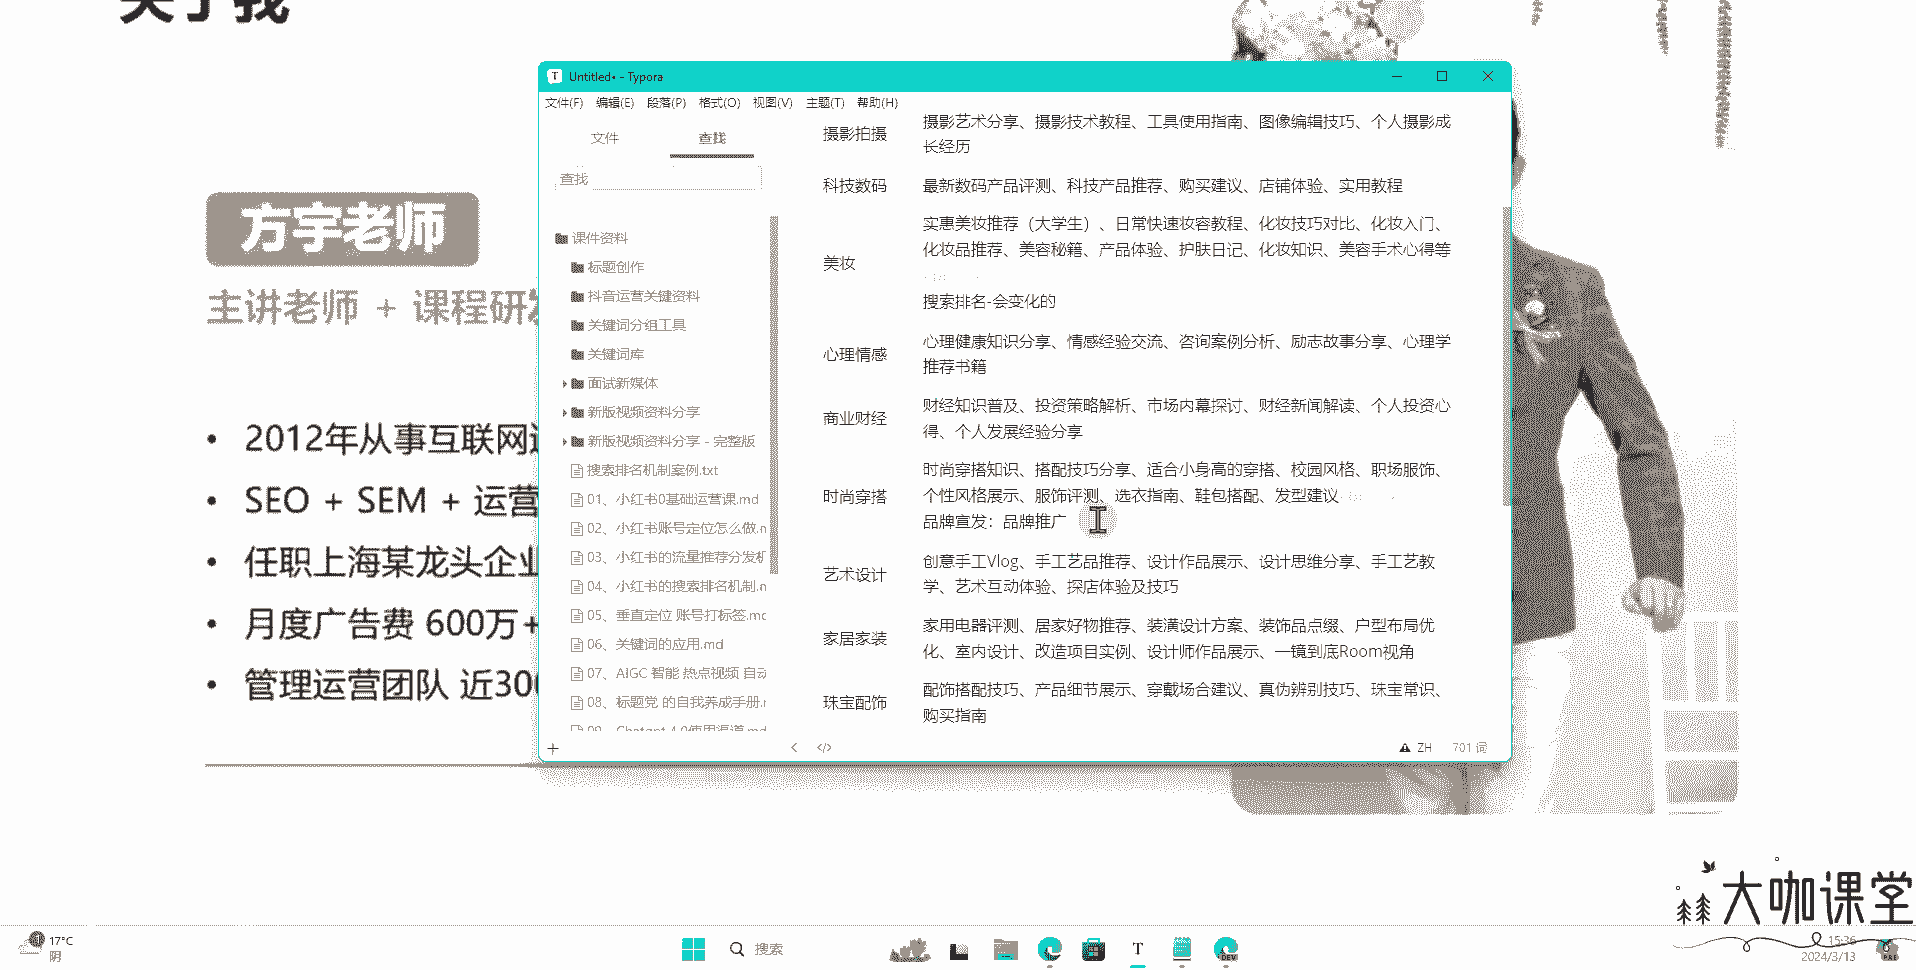 关于我
方宇老师
主讲老师 + 课程研发
2012年从事互联网
SEO + SEM + 运营
任职上海某龙头企业
月度广告费 600万+
管理运营团队 近300
Untitled• - Typora
文件(F) 编辑(E) 段落(P) 格式(O) 视图(V) 主题(T) 帮助(H)
文件 查找
查找
课件资料
标题创作
抖音运营关键资料
关键词分组工具
关键词库
面试新媒体
新版视频资料分享
新版视频资料分享 - 完整版
搜索排名机制案例.txt
01、小红书0基础运营课.md
02、小红书账号定位怎么做.m
03、小红书的流量推荐分发机
04、小红书的搜索排名机制.m
05、垂直定位 账号打标签.md
06、关键词的应用.md
07、AIGC 智能 热点视频 自动
08、标题党 的自我养成手册.m
09、Chatgpt 4.0使用渠道.md
摄影拍摄
摄影艺术分享、摄影技术教程、工具使用指南、图像编辑技巧、个人摄影成
长经历
科技数码
最新数码产品评测、科技产品推荐、购买建议、店铺体验、实用教程
美妆
实惠美妆推荐（大学生）、日常快速妆容教程、化妆技巧对比、化妆入门、
化妆品推荐、美容秘籍、产品体验、护肤日记、化妆知识、美容手术心得等
搜索排名-会变化的
心理情感
心理健康知识分享、情感经验交流、咨询案例分析、励志故事分享、心理学
推荐书籍
商业财经
财经知识普及、投资策略解析、市场内幕探讨、财经新闻解读、个人投资心
得、个人发展经验分享
时尚穿搭
时尚穿搭知识、搭配技巧分享、适合小身高的穿搭、校园风格、职场服饰、
个性风格展示、服饰评测、选衣指南、鞋包搭配、发型建议
品牌宣发：品牌推广
艺术设计
创意手工Vlog、手工艺品推荐、设计作品展示、设计思维分享、手工艺教
学、艺术互动体验、探店体验及技巧
家居家装
家用电器评测、居家好物推荐、装潢设计方案、装饰品点缀、户型布局优
化、室内设计、改造项目实例、设计师作品展示、一镜到底Room视角
珠宝配饰
配饰搭配技巧、产品细节展示、穿戴场合建议、真伪辨别技巧、珠宝常识、
购买指南
ZH 701 词
大咖课堂
17°C
阴
搜索
15:36
2024/3/13